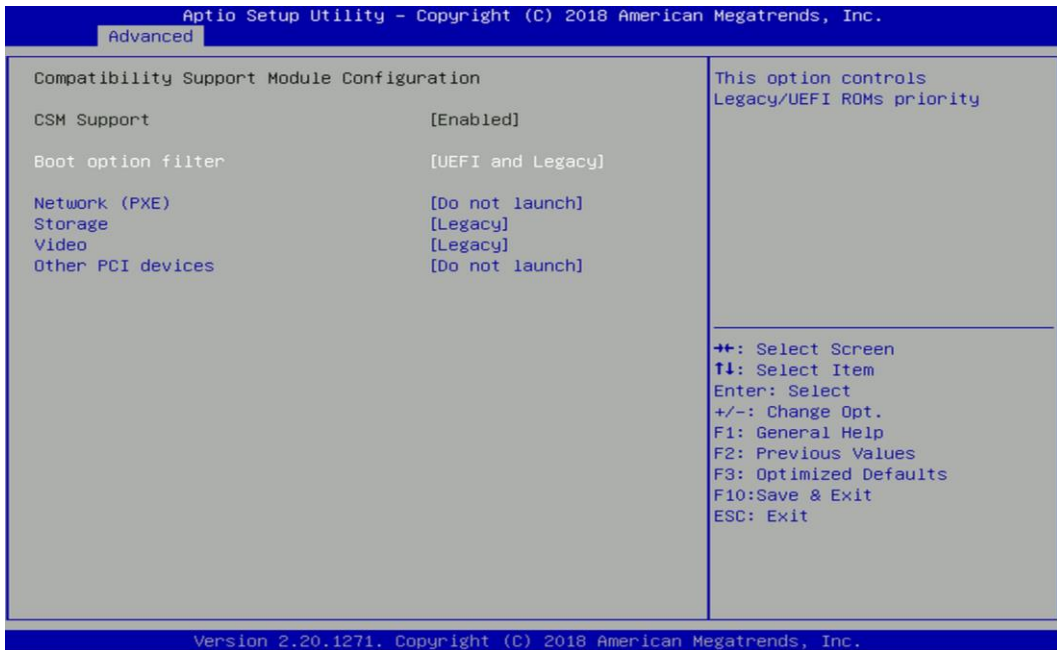 Aptio Setup Utility – Copyright (C) 2018 American Megatrends, Inc.
Advanced
Compatibility Support Module Configuration
CSM Support [Enabled]
Boot option filter [UEFI and Legacy]
Network (PXE) [Do not launch]
Storage [Legacy]
Video [Legacy]
Other PCI devices [Do not launch]
This option controls
Legacy/UEFI ROMs priority
→←: Select Screen
↑↓: Select Item
Enter: Select
+/-: Change Opt.
F1: General Help
F2: Previous Values
F3: Optimized Defaults
F10:Save & Exit
ESC: Exit
Version 2.20.1271. Copyright (C) 2018 American Megatrends, Inc.